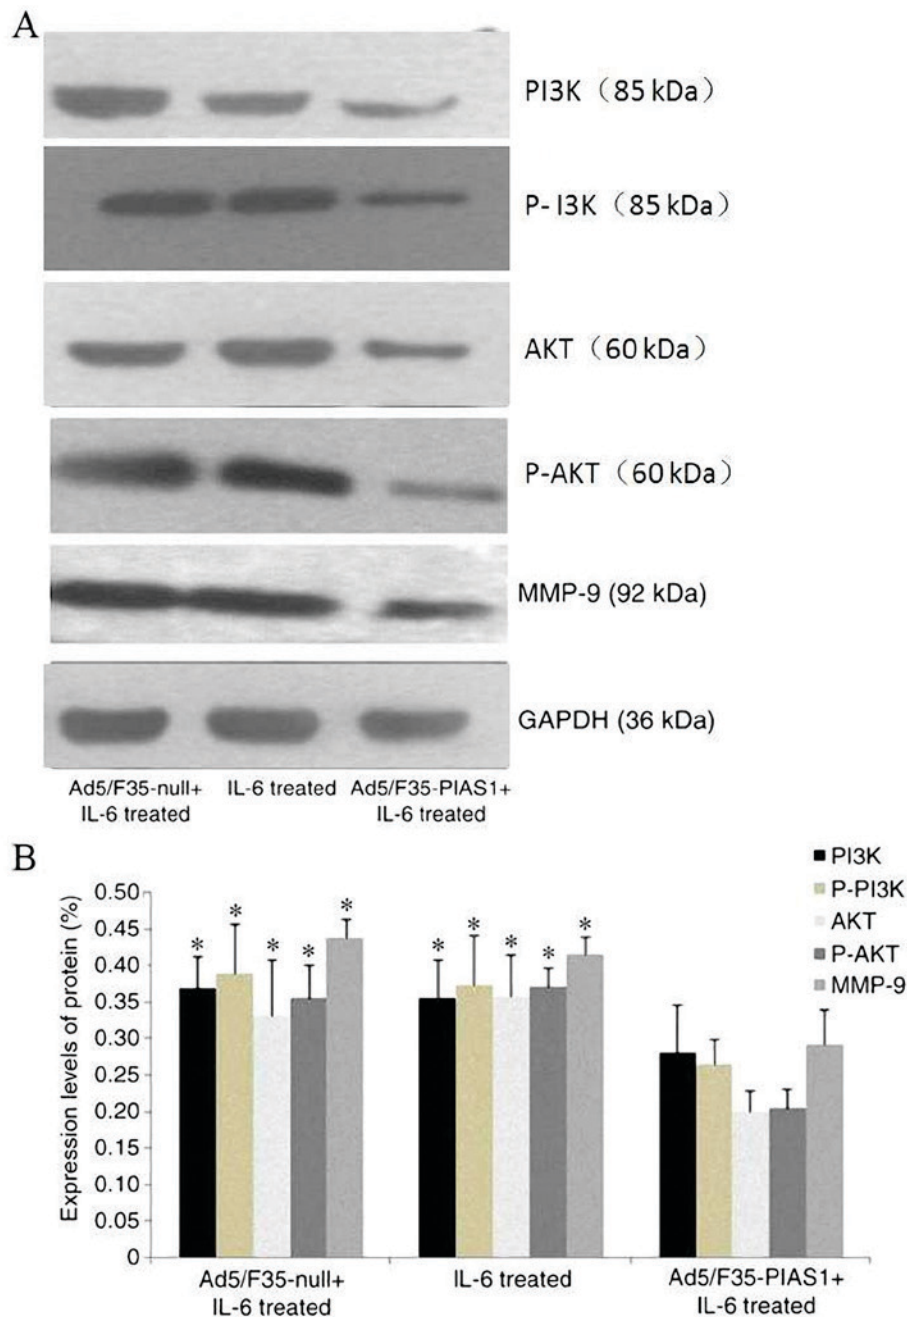 A
PI3K（85 kDa）
P- I3K（85 kDa）
AKT（60 kDa）
P-AKT（60 kDa）
MMP-9 (92 kDa)
GAPDH (36 kDa)
Ad5/F35-null+ IL-6 treated Ad5/F35-PIAS1+
IL-6 treated IL-6 treated
B
PI3K
P-PI3K
AKT
P-AKT
MMP-9
Expression levels of protein (%)
0.50
0.45
0.40
0.35
0.30
0.25
0.20
0.15
0.10
0.05
0
* * * * *
* * * * *
Ad5/F35-null+ IL-6 treated Ad5/F35-PIAS1+
IL-6 treated IL-6 treated